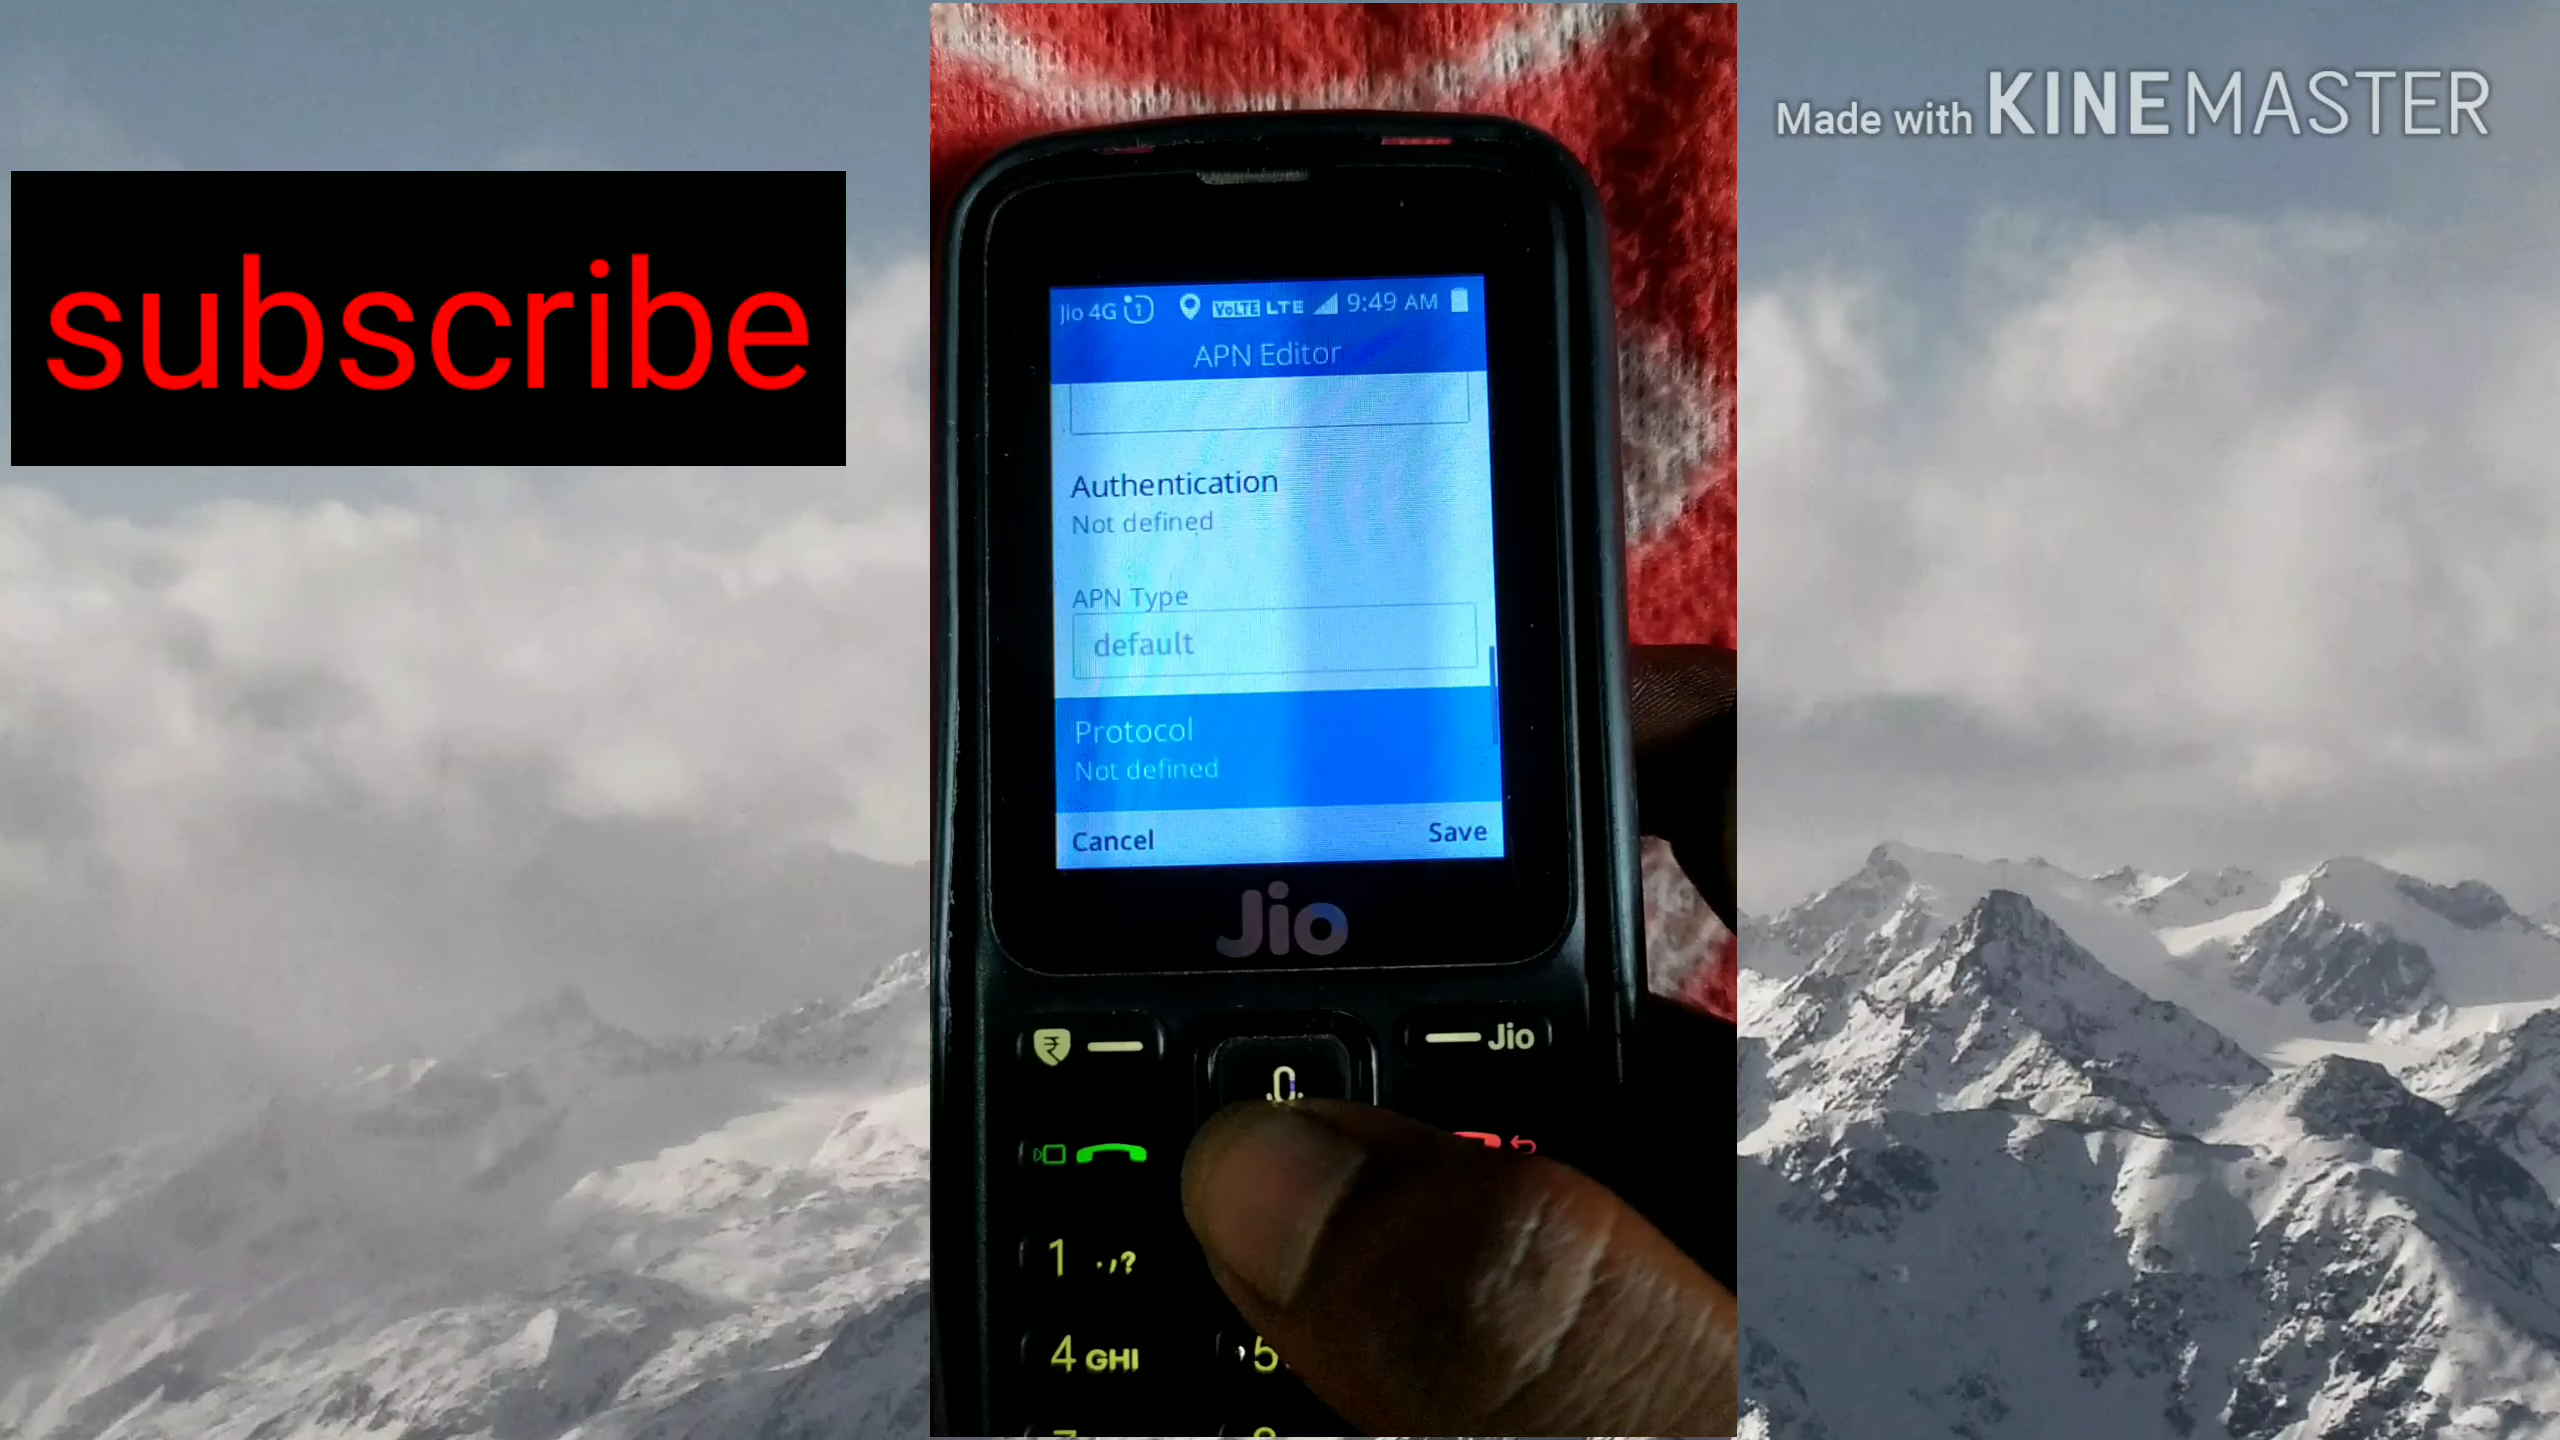 Made with KINEMASTER
subscribe
Jio 4G 1 VoLTE LTE 9:49 AM
APN Editor
Authentication
Not defined
APN Type
default
Protocol
Not defined
Cancel
Save
Jio
₹
Jio
1 .,?
4 GHI
5